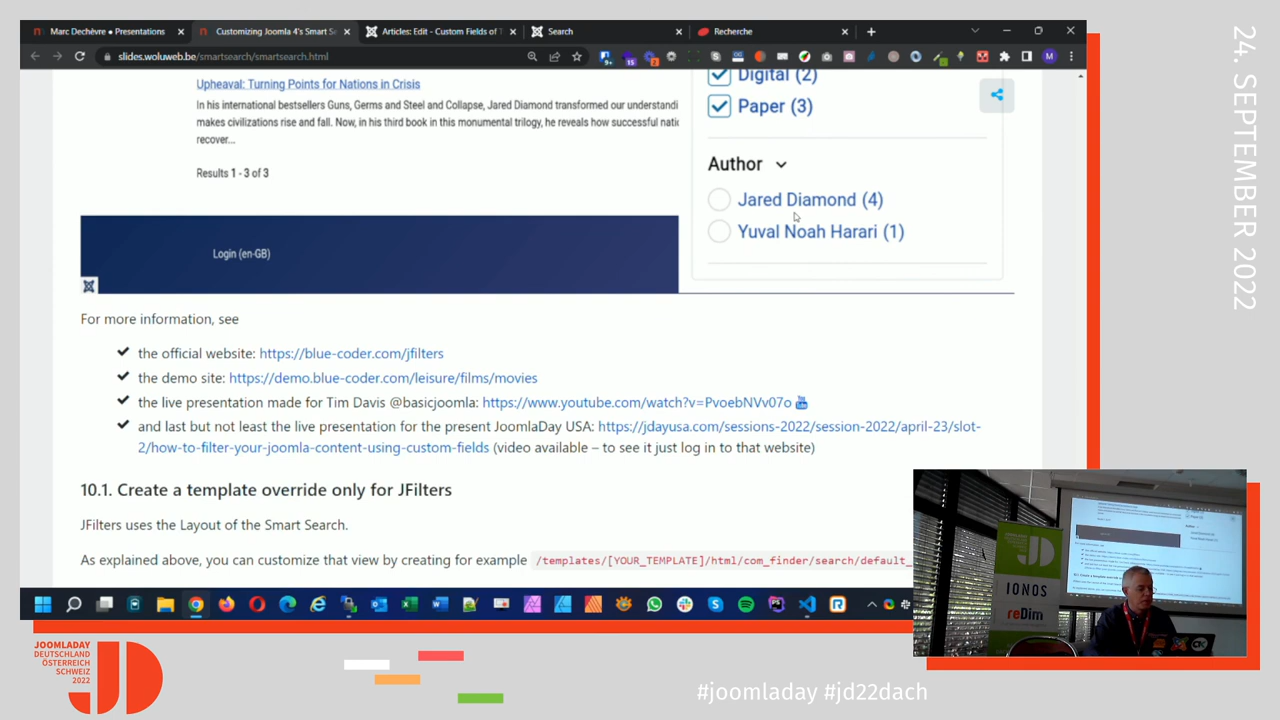 Marc Dechèvre • Presentations
Customizing Joomla 4's Smart S
Articles: Edit - Custom Fields of
Search
Recherche
slides.woluweb.be/smartsearch/smartsearch.html
Upheaval: Turning Points for Nations in Crisis
In his international bestsellers Guns, Germs and Steel and Collapse, Jared Diamond transformed our understandi
makes civilizations rise and fall. Now, in his third book in this monumental trilogy, he reveals how successful natio
recover...
Results 1 - 3 of 3
Login (en-GB)
Digital (2)
Paper (3)
Author
Jared Diamond (4)
Yuval Noah Harari (1)
For more information, see
the official website: https://blue-coder.com/jfilters
the demo site: https://demo.blue-coder.com/leisure/films/movies
the live presentation made for Tim Davis @basicjoomla: https://www.youtube.com/watch?v=PvoebNVv07o
and last but not least the live presentation for the present JoomlaDay USA: https://jdayusa.com/sessions-2022/session-2022/april-23/slot-
2/how-to-filter-your-joomla-content-using-custom-fields (video available – to see it just log in to that website)
10.1. Create a template override only for JFilters
JFilters uses the Layout of the Smart Search.
As explained above, you can customize that view by creating for example /templates/[YOUR_TEMPLATE]/html/com_finder/search/default_
24. SEPTEMBER 2022
JD
IONOS
reDim
JOOMLADAY
DEUTSCHLAND
ÖSTERREICH
SCHWEIZ
2022
JD
#joomladay #jd22dach